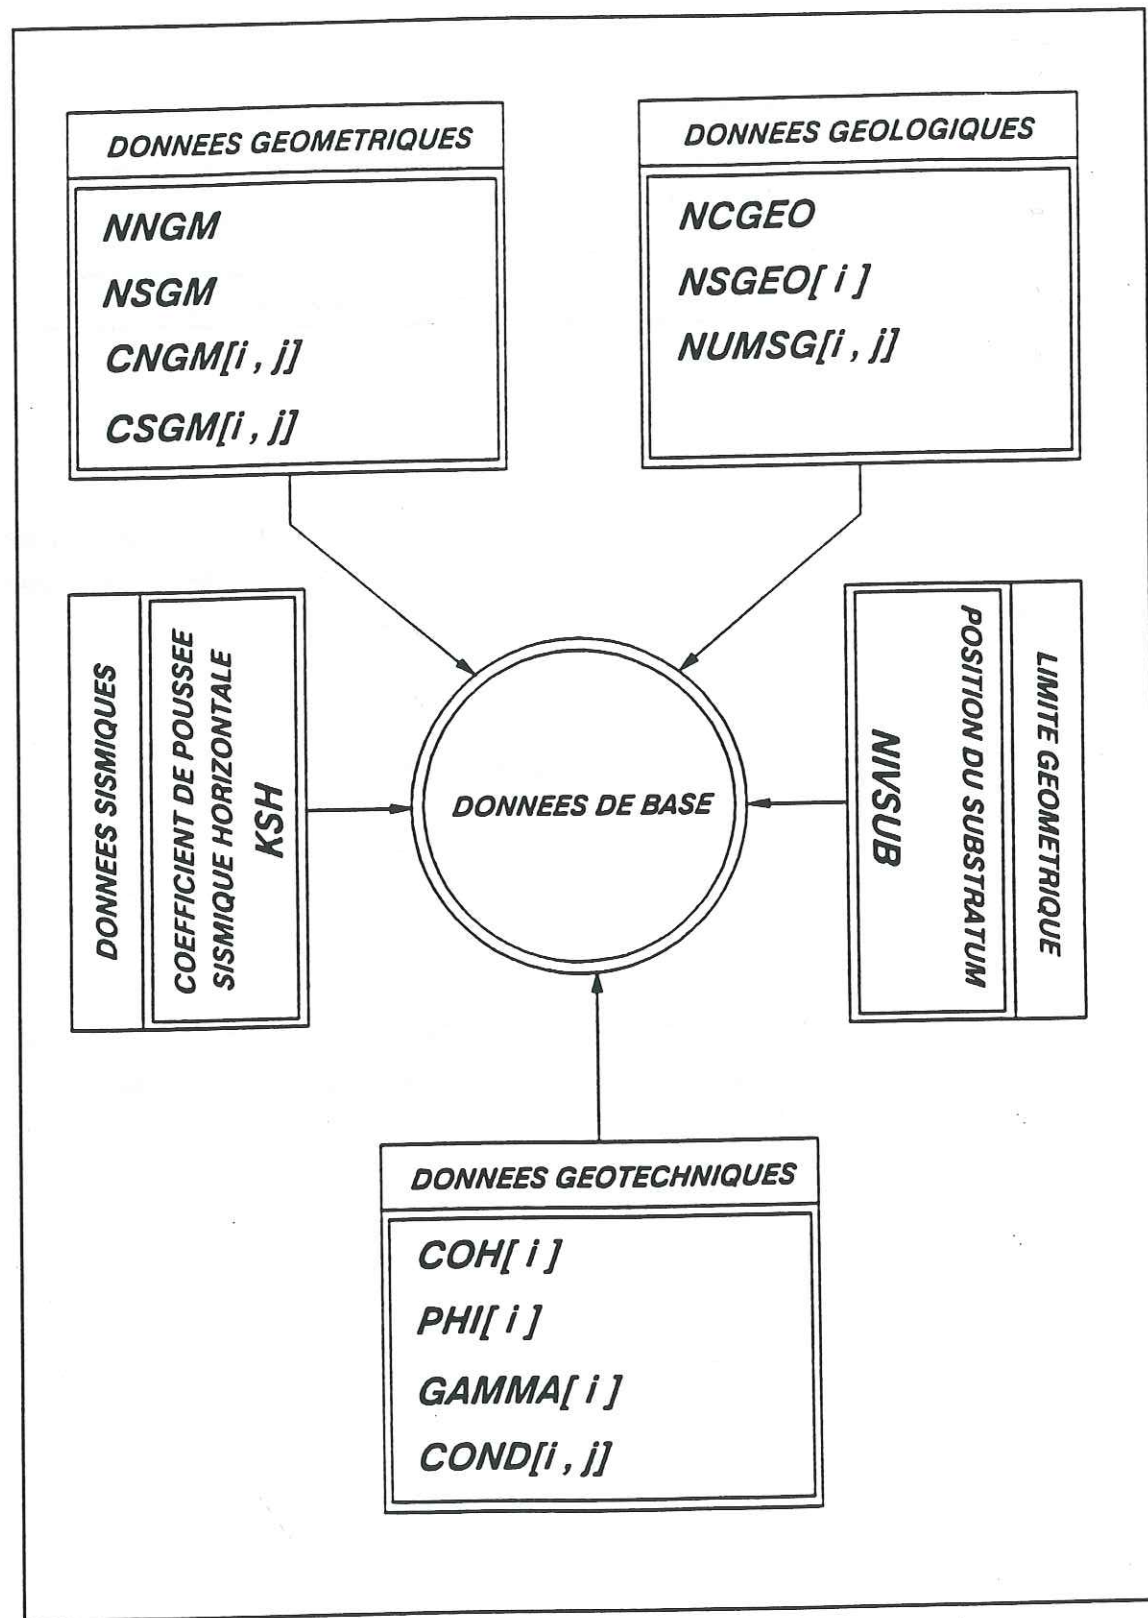 DONNEES GEOMETRIQUES
NNGM
NSGM
CNGM[i , j]
CSGM[i , j]
DONNEES GEOLOGIQUES
NCGEO
NSGEO[ i ]
NUMSG[i , j]
DONNEES SISMIQUES
COEFFICIENT DE POUSSEE
SISMIQUE HORIZONTALE
KSH
DONNEES DE BASE
LIMITE GEOMETRIQUE
POSITION DU SUBSTRATUM
NIVSUB
DONNEES GEOTECHNIQUES
COH[ i ]
PHI[ i ]
GAMMA[ i ]
COND[i , j]